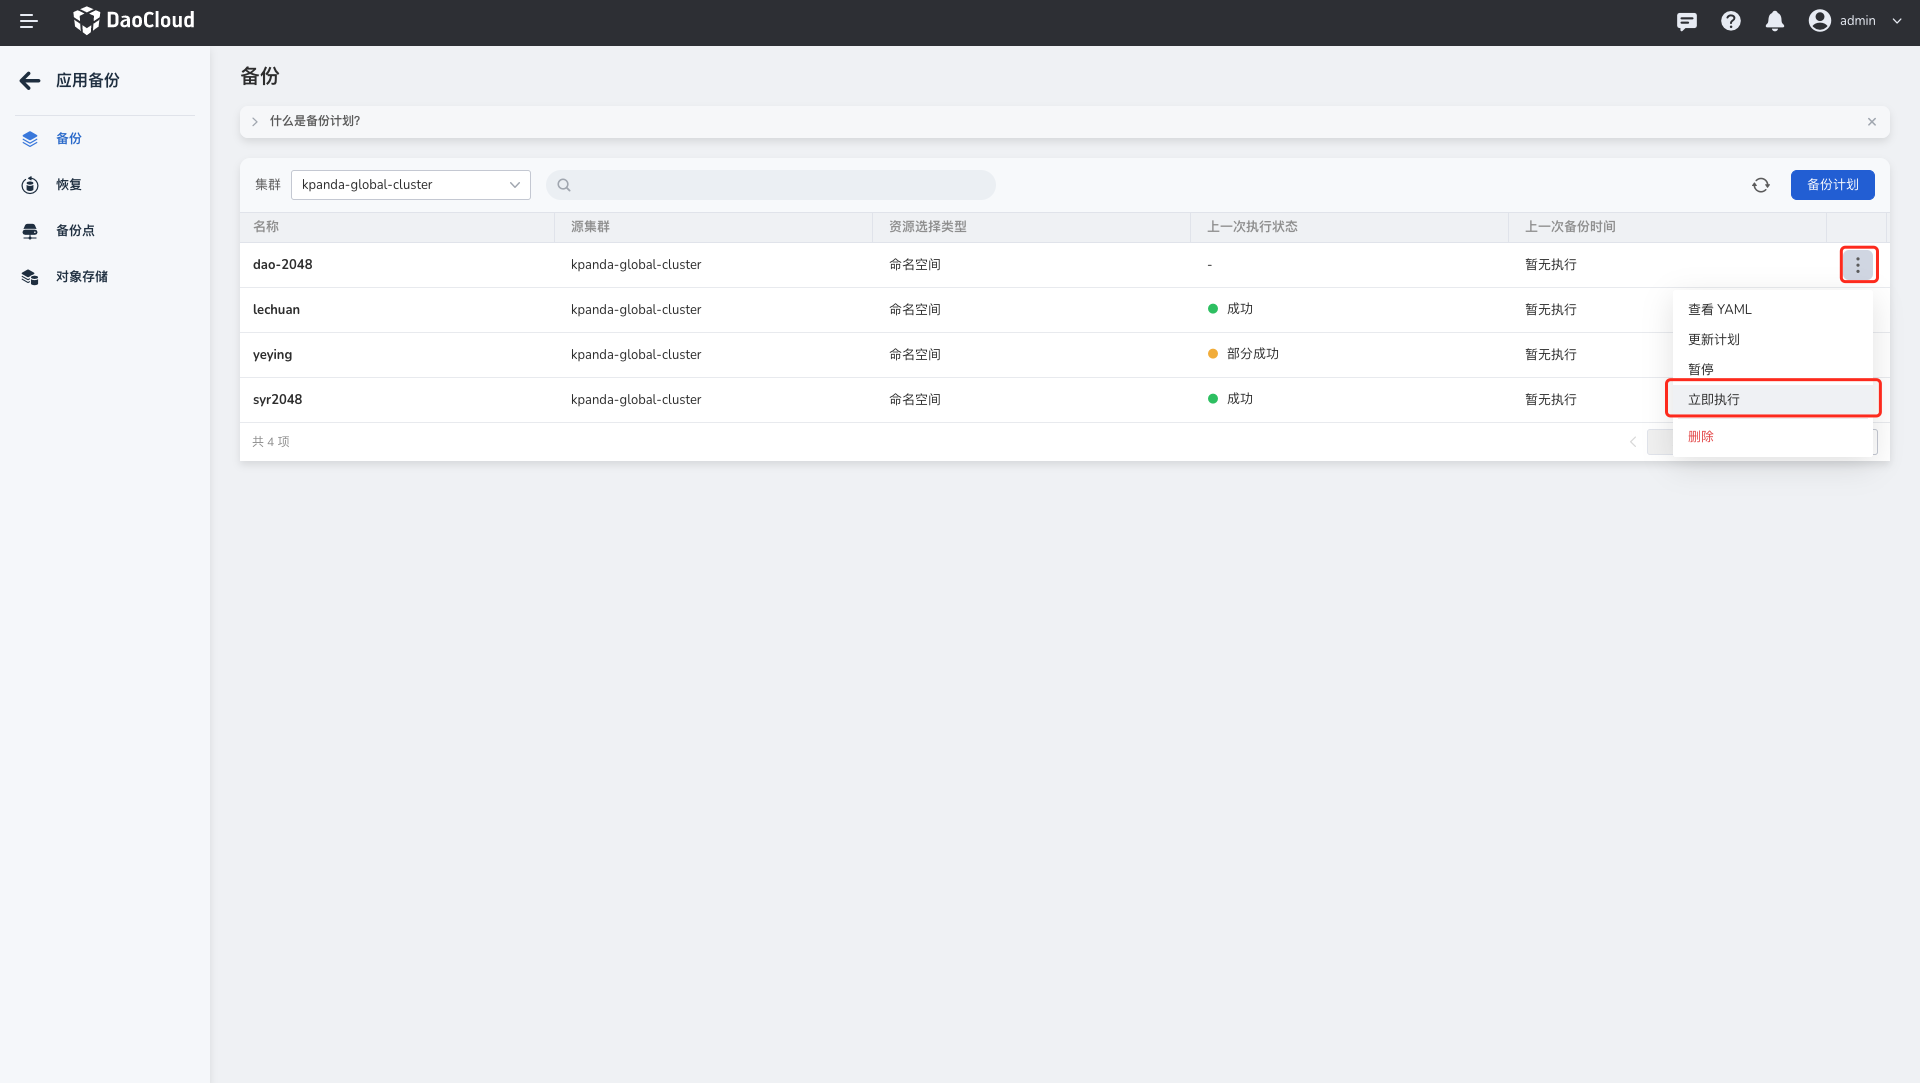 DaoCloud
admin
应用备份
备份
恢复
备份点
对象存储
备份
什么是备份计划?
集群 kpanda-global-cluster
备份计划
名称 源集群 资源选择类型 上一次执行状态 上一次备份时间
dao-2048 kpanda-global-cluster 命名空间 - 暂无执行
lechuan kpanda-global-cluster 命名空间 成功 暂无执行
yeying kpanda-global-cluster 命名空间 部分成功 暂无执行
syr2048 kpanda-global-cluster 命名空间 成功 暂无执行
共 4 项
查看 YAML
更新计划
暂停
立即执行
删除